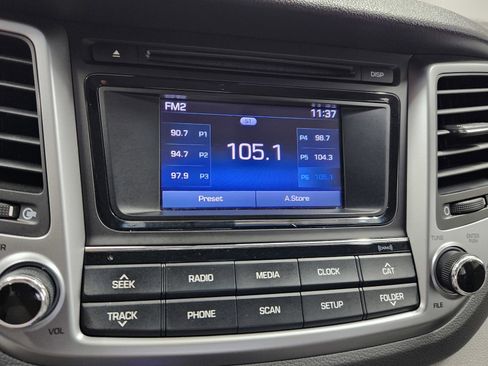 DISP
FM2
11:37
ST
90.7 P1
94.7 P2
97.9 P3
105.1
P4 98.7
P5 104.3
P6 105.1
Preset
A.Store
SEEK
RADIO
MEDIA
CLOCK
CAT
TRACK
PHONE
SCAN
SETUP
FOLDER
VOL
TUNE
ENTER
PUSH
FILE